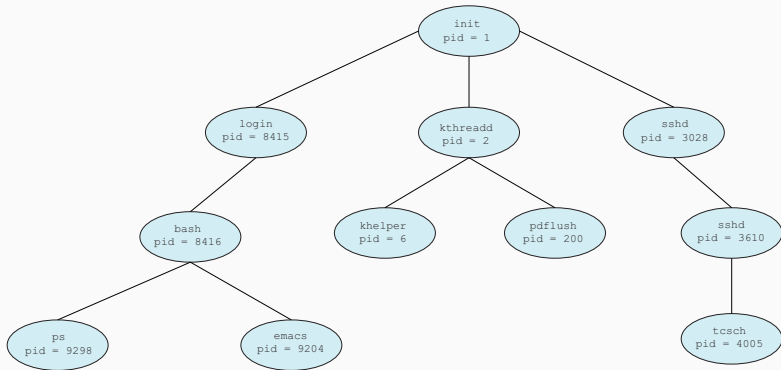 init
pid = 1
login
pid = 8415
kthreadd
pid = 2
sshd
pid = 3028
bash
pid = 8416
khelper
pid = 6
pdflush
pid = 200
sshd
pid = 3610
ps
pid = 9298
emacs
pid = 9204
tcsch
pid = 4005